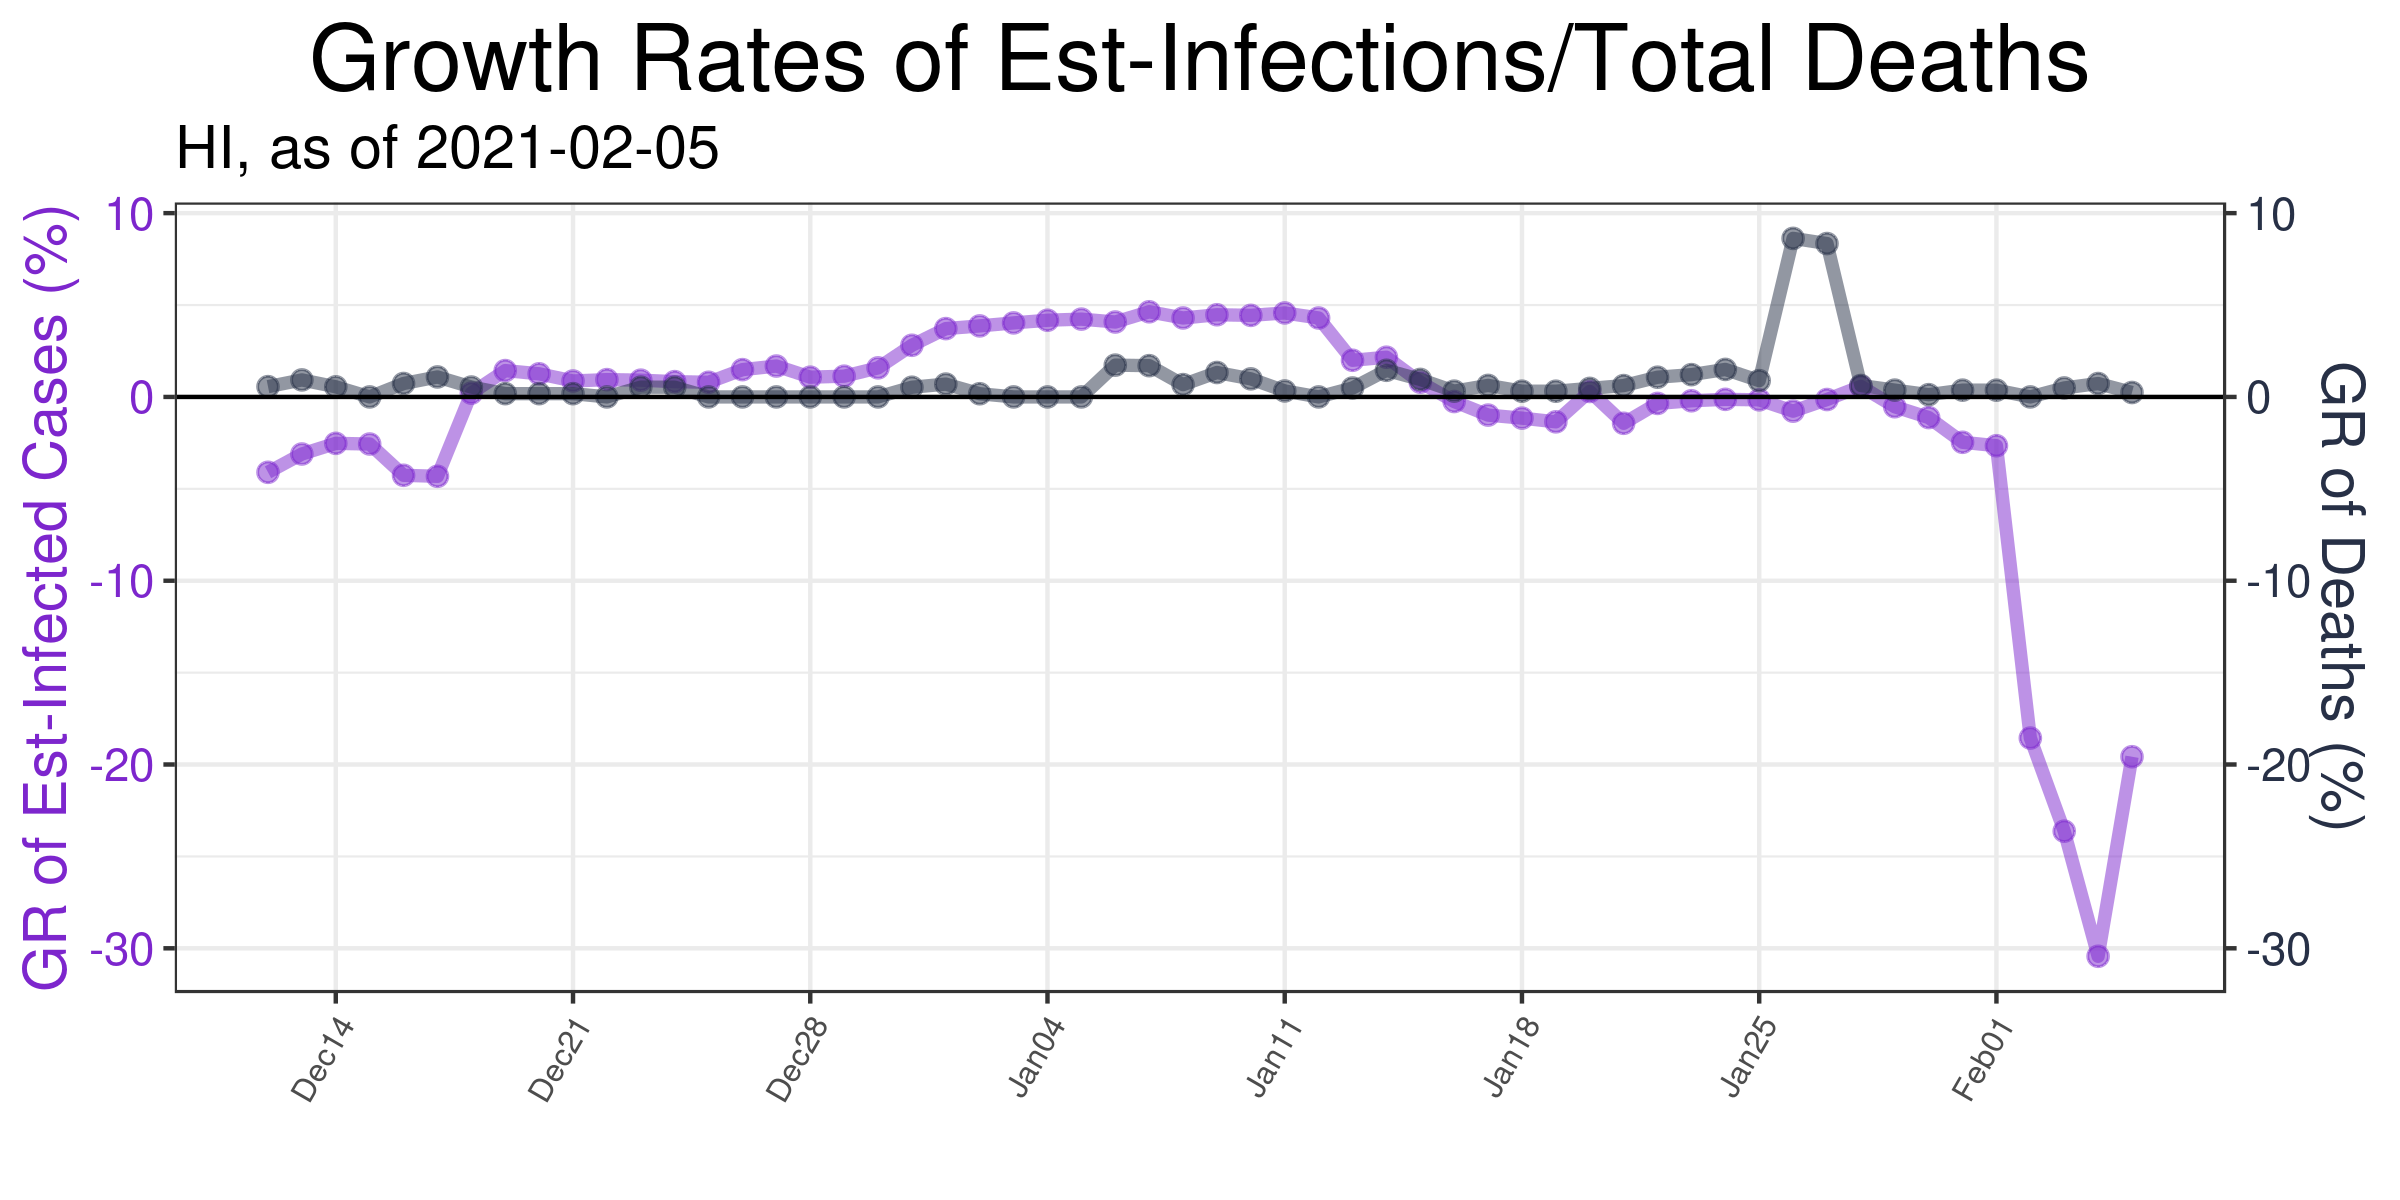 Growth Rates of Est-Infections/Total Deaths
HI, as of 2021-02-05
GR of Est-Infected Cases (%)
10
0
-10
-20
-30
10
0
-10
-20
-30
GR of Deaths (%)
Dec14
Dec21
Dec28
Jan04
Jan11
Jan18
Jan25
Feb01